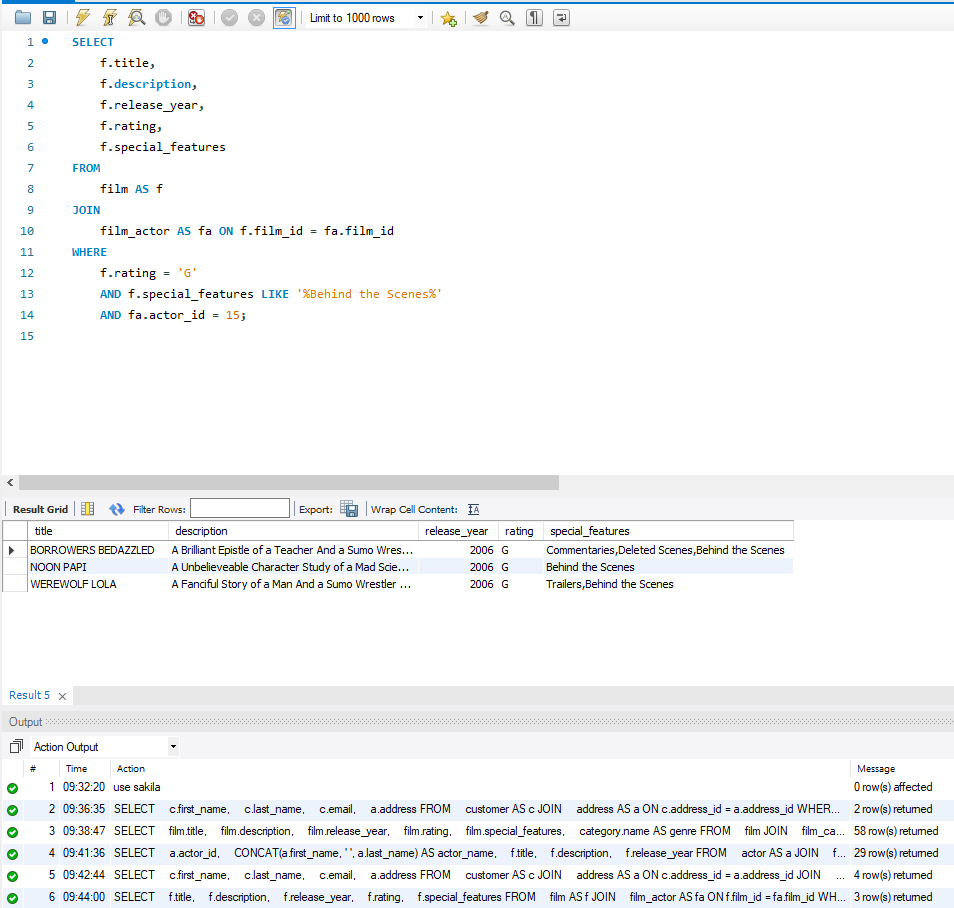 Limit to 1000 rows
1 SELECT
2 f.title,
3 f.description,
4 f.release_year,
5 f.rating,
6 f.special_features
7 FROM
8 film AS f
9 JOIN
10 film_actor AS fa ON f.film_id = fa.film_id
11 WHERE
12 f.rating = 'G'
13 AND f.special_features LIKE '%Behind the Scenes%'
14 AND fa.actor_id = 15;
15
Result Grid Filter Rows: Export: Wrap Cell Content: IA
title description release_year rating special_features
BORROWERS BEDAZZLED A Brilliant Epistle of a Teacher And a Sumo Wres... 2006 G Commentaries,Deleted Scenes,Behind the Scenes
NOON PAPI A Unbelieveable Character Study of a Mad Scie... 2006 G Behind the Scenes
WEREWOLF LOLA A Fanciful Story of a Man And a Sumo Wrestler ... 2006 G Trailers,Behind the Scenes
Result 5
Output
Action Output
# Time Action Message
1 09:32:20 use sakila 0 row(s) affected
2 09:36:35 SELECT c.first_name, c.last_name, c.email, a.address FROM customer AS c JOIN address AS a ON c.address_id = a.address_id WHER... 2 row(s) returned
3 09:38:47 SELECT film.title, film.description, film.release_year, film.rating, film.special_features, category.name AS genre FROM film JOIN film_ca... 58 row(s) returned
4 09:41:36 SELECT a.actor_id, CONCAT(a.first_name, ' ', a.last_name) AS actor_name, f.title, f.description, f.release_year FROM actor AS a JOIN f... 29 row(s) returned
5 09:42:44 SELECT c.first_name, c.last_name, c.email, a.address FROM customer AS c JOIN address AS a ON c.address_id = a.address_id JOIN ... 4 row(s) returned
6 09:44:00 SELECT f.title, f.description, f.release_year, f.rating, f.special_features FROM film AS f JOIN film_actor AS fa ON f.film_id = fa.film_id WH... 3 row(s) returned